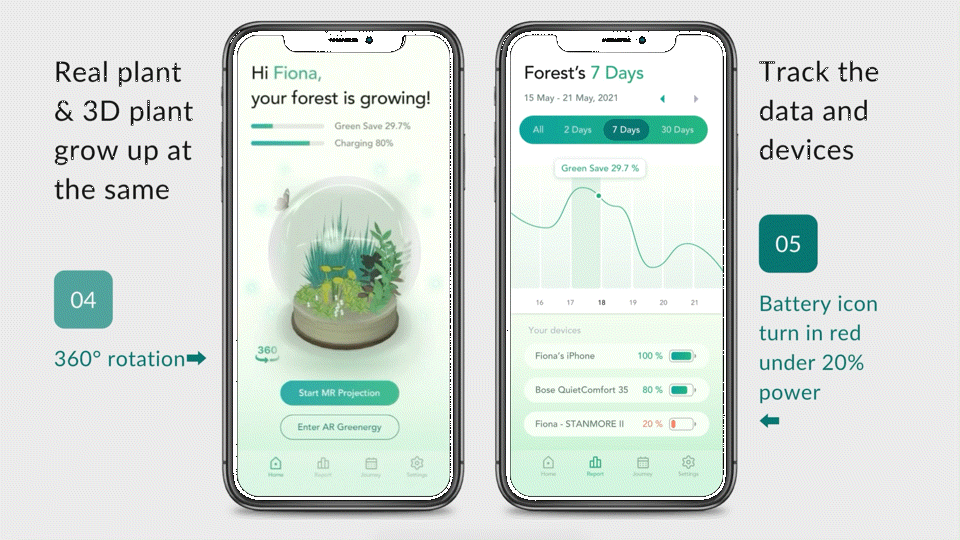 Real plant
& 3D plant
grow up at
the same
04
360° rotation
Hi Fiona,
your forest is growing!
Green Save 29.7%
Charging 80%
360
Start MR Projection
Enter AR Greenergy
Home
Report
Journey
Settings
Forest's 7 Days
15 May - 21 May, 2021
All 2 Days 7 Days 30 Days
Green Save 29.7 %
16 17 18 19 20 21
Your devices
Fiona's iPhone 100 %
Bose QuietComfort 35 80 %
Fiona - STANMORE II 20 %
Home
Report
Journey
Settings
Track the
data and
devices
05
Battery icon
turn in red
under 20%
power